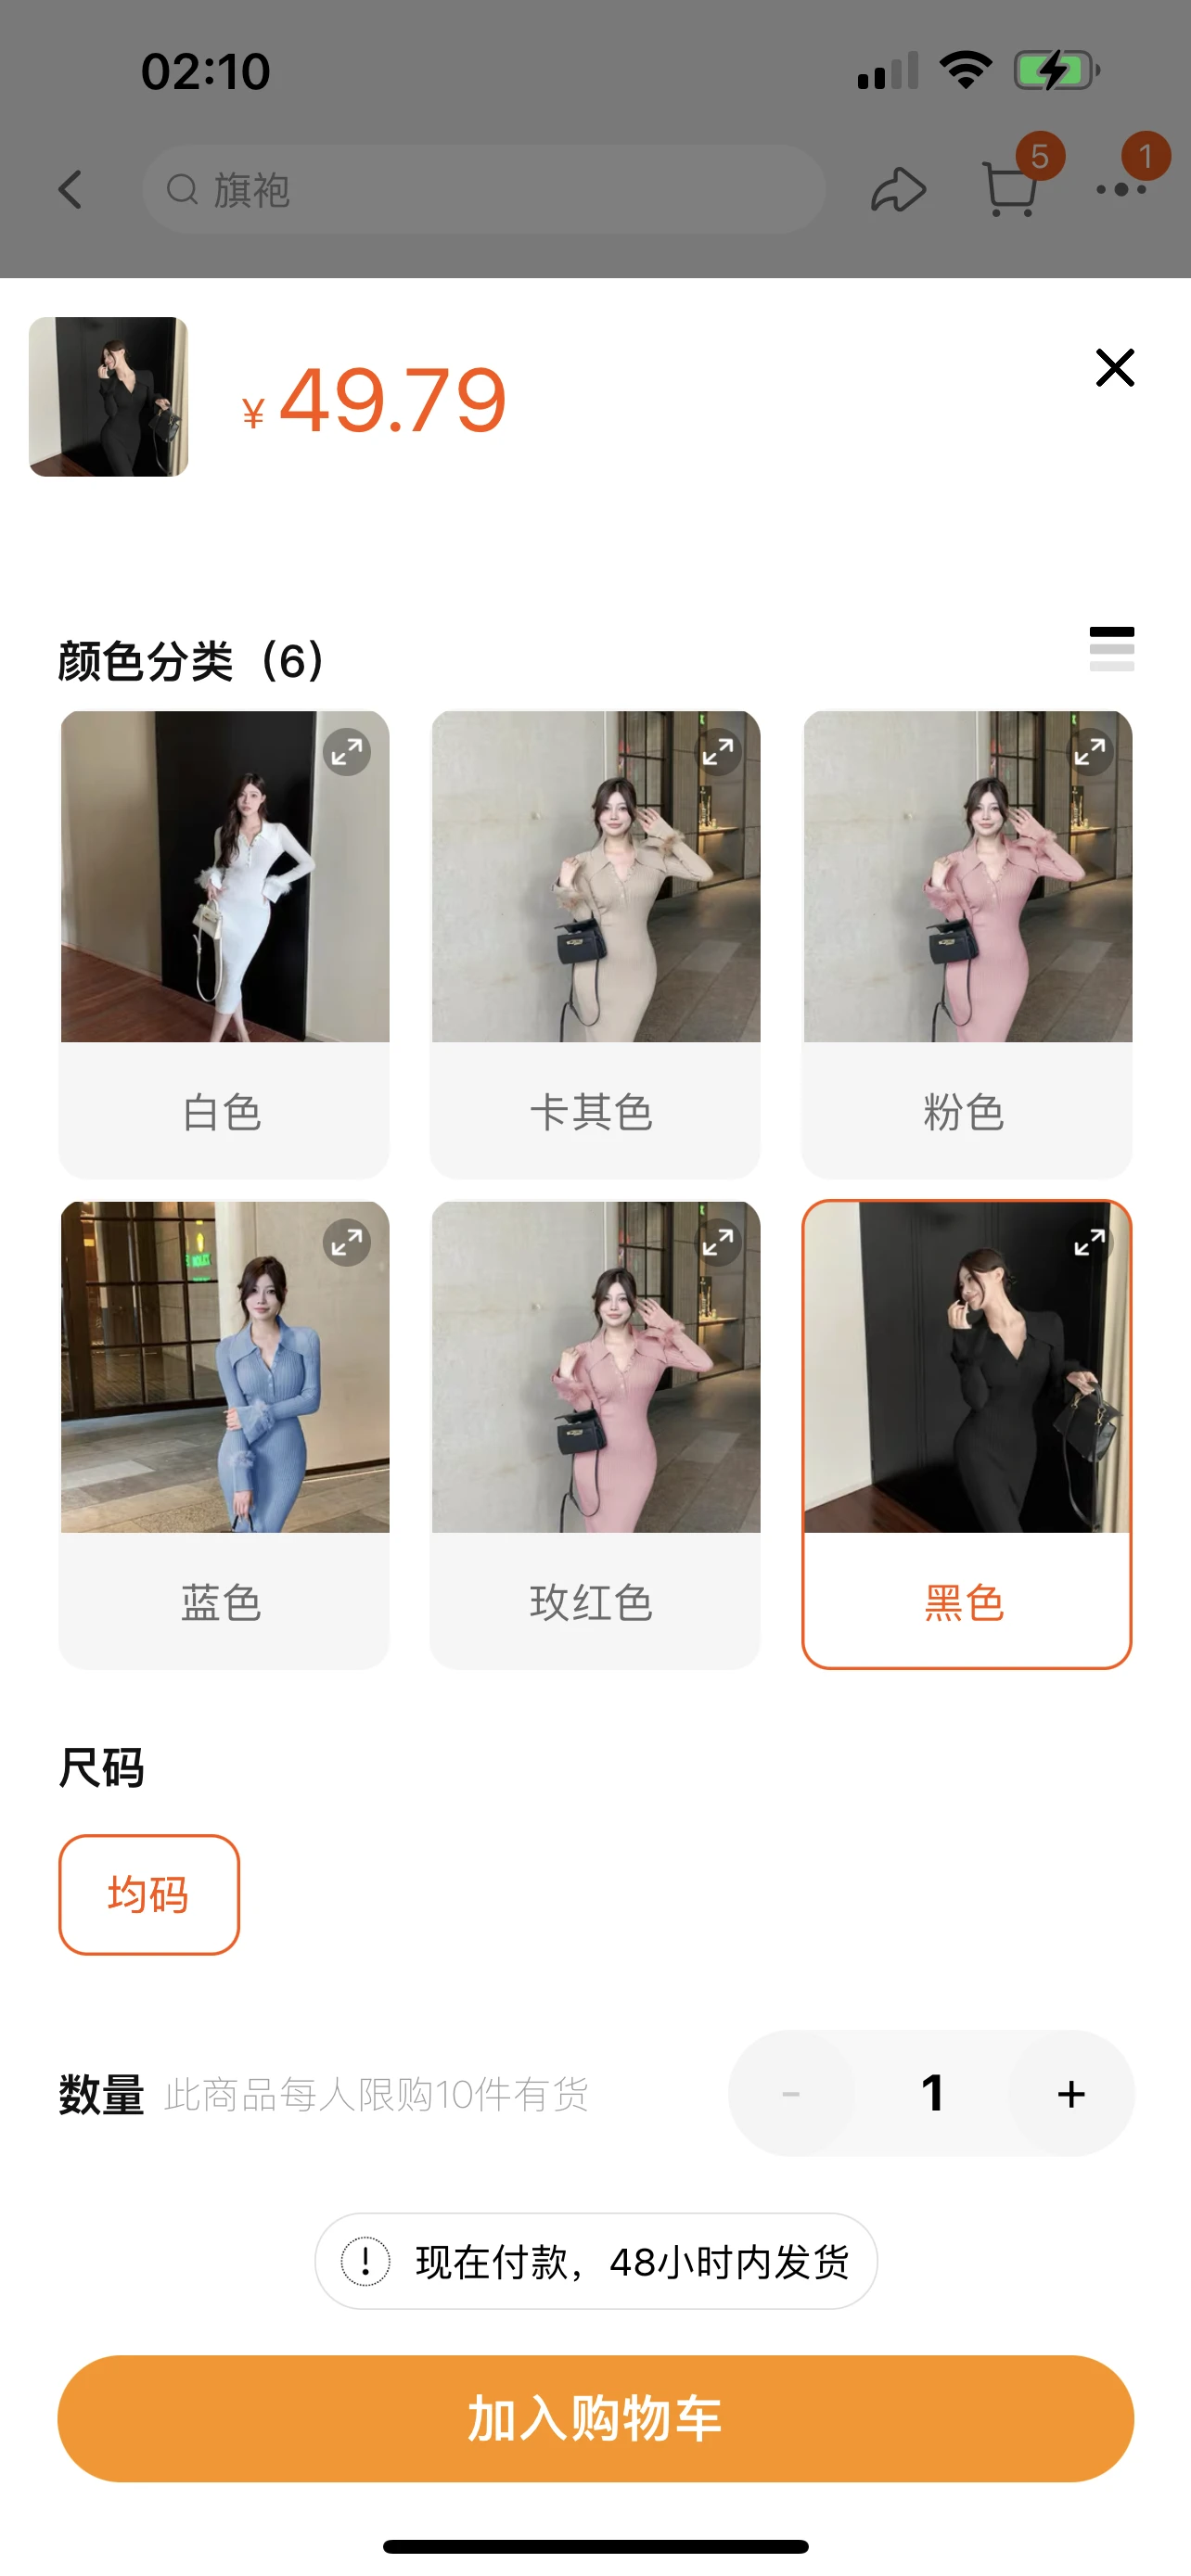 02:10
旗袍
5
1
¥49.79
颜色分类（6）
白色
卡其色
粉色
蓝色
玫红色
黑色
尺码
均码
数量 此商品每人限购10件有货
- 1 +
! 现在付款，48小时内发货
加入购物车